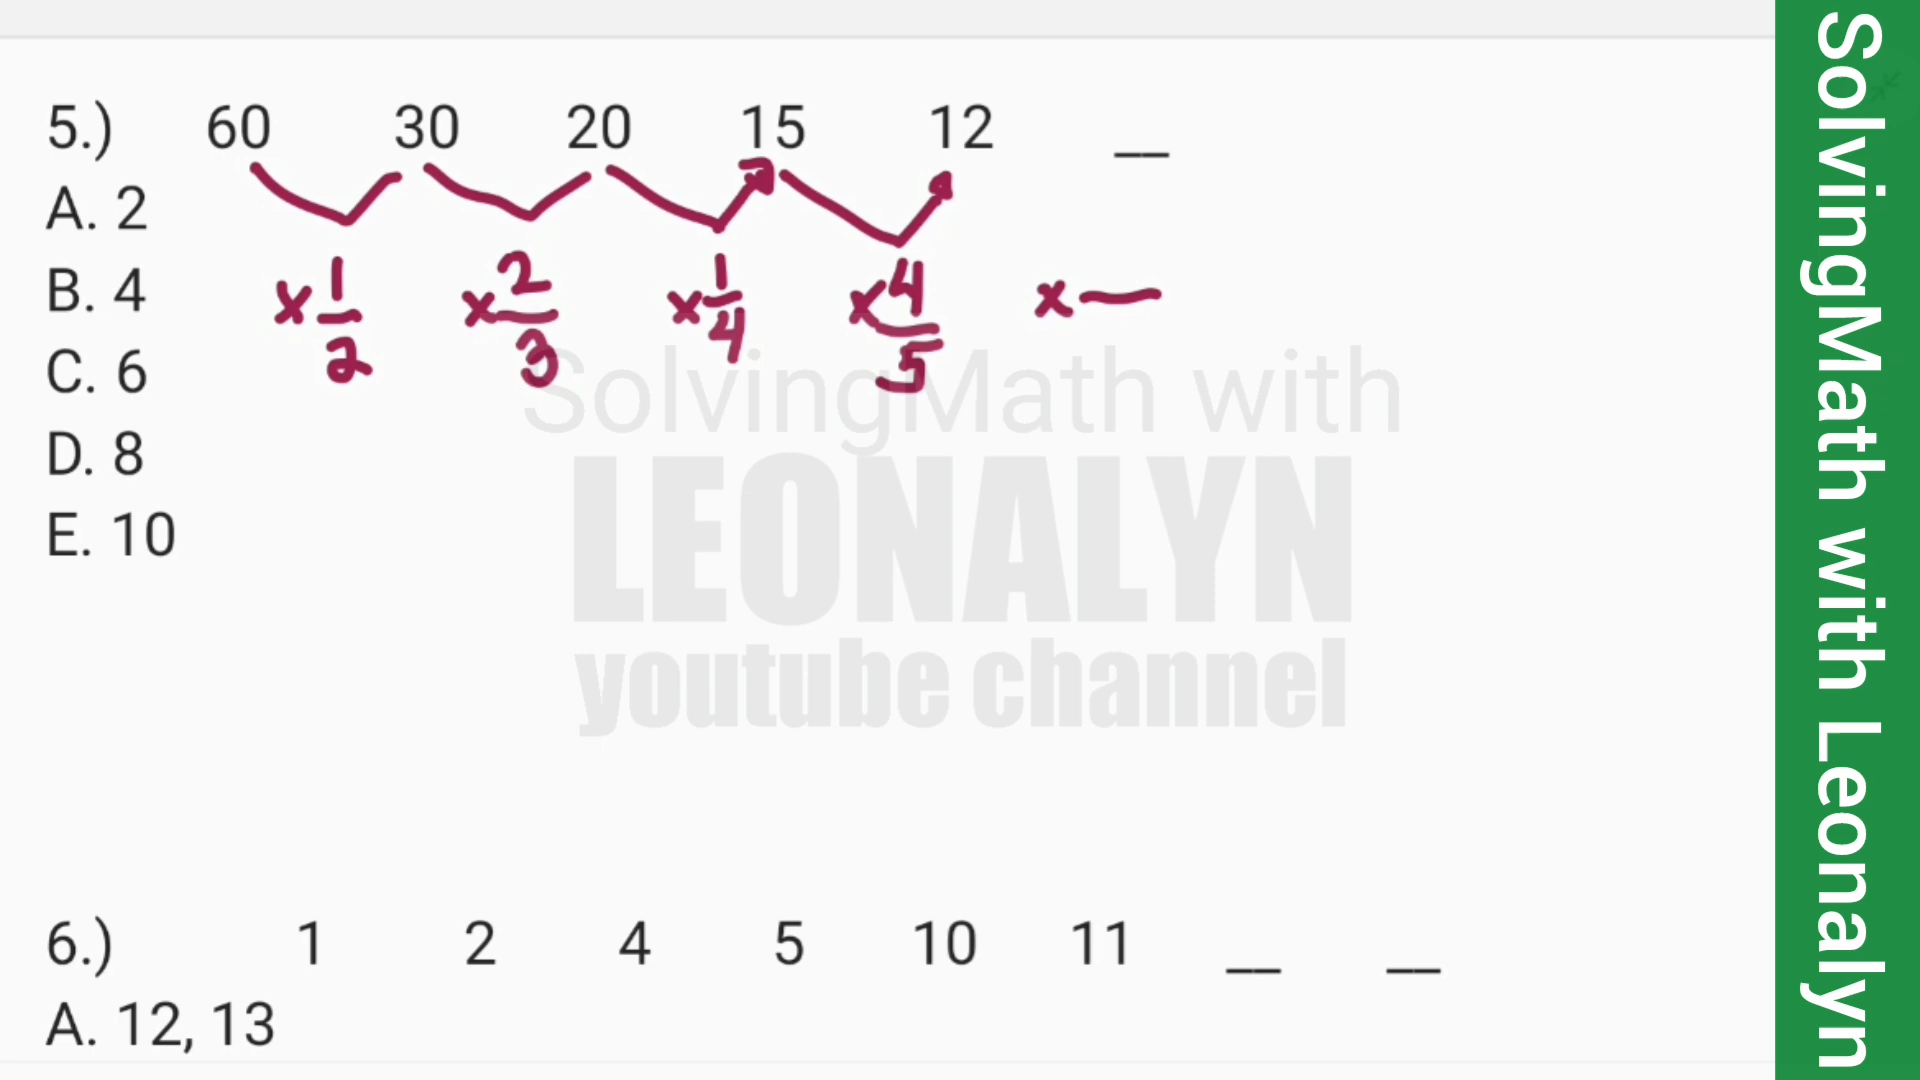 5.) 60 30 20 15 12 __
A. 2
B. 4
C. 6
D. 8
E. 10
x 1/2 x 2/3 x 1/4 x 4/5 x —
SolvingMath with
LEONALYN
youtube channel
6.) 1 2 4 5 10 11 __ __
A. 12, 13
SolvingMath with Leonalyn